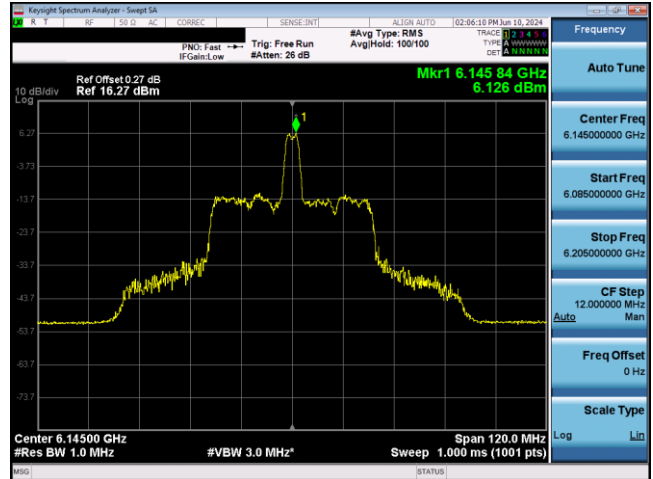 Keysight Spectrum Analyzer - Swept SA
RF 50 Ω AC CORREC SENSE:INT ALIGN AUTO 02:06:10 PM Jun 10, 2024
R T
Frequency
#Avg Type: RMS
TRACE 1 2 3 4 5 6
PNO: Fast Trig: Free Run Avg|Hold: 100/100
TYPE A WWWWW
IFGain:Low #Atten: 26 dB
DET A N N N N N
Auto Tune
Ref Offset 0.27 dB
Mkr1 6.145 84 GHz
10 dB/div Ref 16.27 dBm
6.126 dBm
Log
1
6.27
-3.73
-13.7
-23.7
-33.7
-43.7
-53.7
-63.7
-73.7
Center Freq
6.145000000 GHz
Start Freq
6.085000000 GHz
Stop Freq
6.205000000 GHz
CF Step
12.000000 MHz
Auto Man
Freq Offset
0 Hz
Scale Type
Log Lin
Center 6.14500 GHz Span 120.0 MHz
#Res BW 1.0 MHz #VBW 3.0 MHz* Sweep 1.000 ms (1001 pts)
MSG STATUS